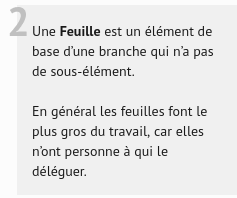 2
Une Feuille est un élément de
base d’une branche qui n’a pas
de sous-élément.
En général les feuilles font le
plus gros du travail, car elles
n’ont personne à qui le
déléguer.